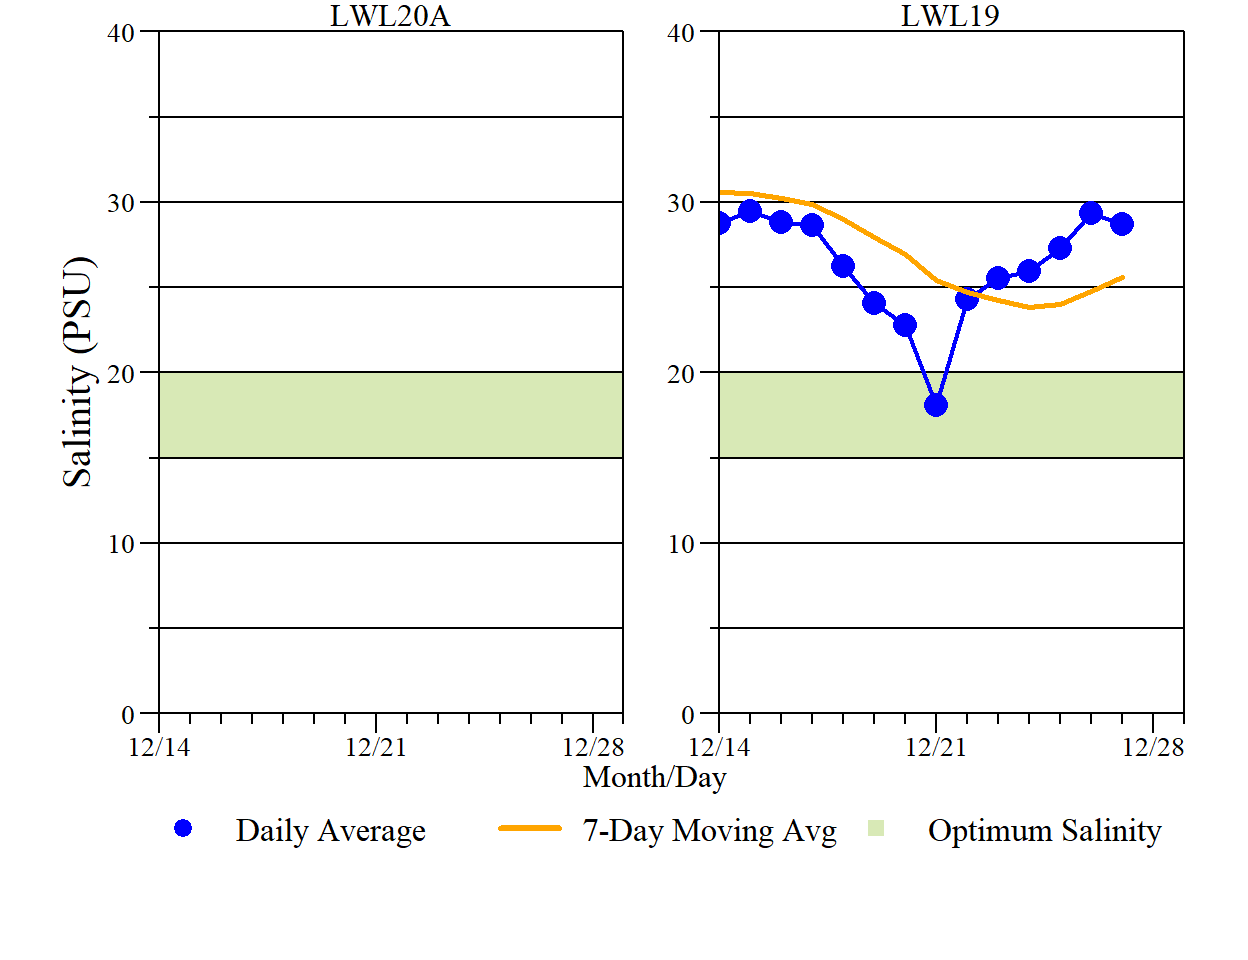 LWL20A LWL19
40 40
30 30
20 20
10 10
0 0
Salinity (PSU)
12/14 12/21 12/28 12/14 12/21 12/28
Month/Day
Daily Average 7-Day Moving Avg Optimum Salinity